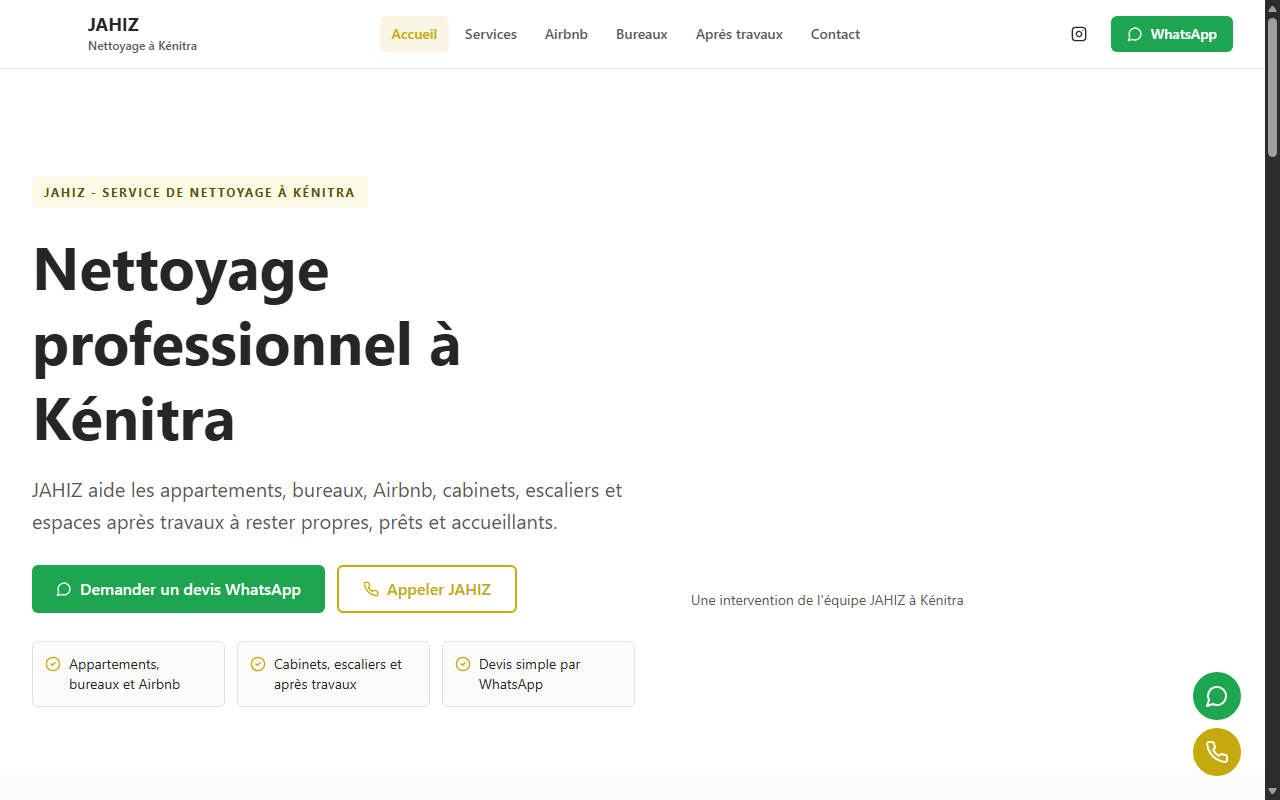 JAHIZ
Nettoyage à Kénitra
Accueil
Services
Airbnb
Bureaux
Après travaux
Contact
WhatsApp
JAHIZ - SERVICE DE NETTOYAGE À KÉNITRA
Nettoyage
professionnel à
Kénitra
JAHIZ aide les appartements, bureaux, Airbnb, cabinets, escaliers et
espaces après travaux à rester propres, prêts et accueillants.
Demander un devis WhatsApp
Appeler JAHIZ
Une intervention de l'équipe JAHIZ à Kénitra
Appartements,
bureaux et Airbnb
Cabinets, escaliers et
après travaux
Devis simple par
WhatsApp